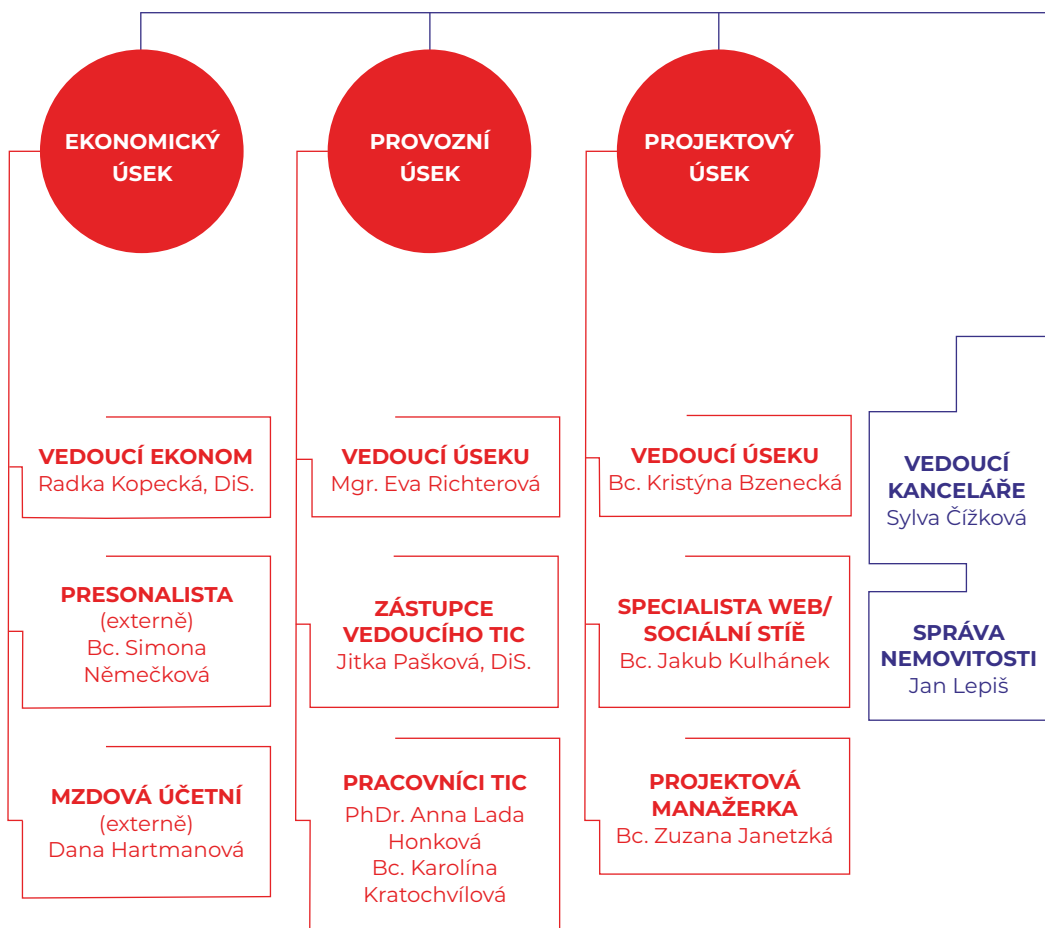 EKONOMICKÝ
ÚSEK
PROVOZNÍ
ÚSEK
PROJEKTOVÝ
ÚSEK
VEDOUCÍ EKONOM
Radka Kopecká, DiS.
VEDOUCÍ ÚSEKU
Mgr. Eva Richterová
VEDOUCÍ ÚSEKU
Bc. Kristýna Bzenecká
VEDOUCÍ
KANCELÁŘE
Sylva Čížková
PRESONALISTA
(externě)
Bc. Simona
Němečková
ZÁSTUPCE
VEDOUCÍHO TIC
Jitka Pašková, DiS.
SPECIALISTA WEB/
SOCIÁLNÍ STÍĚ
Bc. Jakub Kulhánek
SPRÁVA
NEMOVITOSTI
Jan Lepiš
MZDOVÁ ÚČETNÍ
(externě)
Dana Hartmanová
PRACOVNÍCI TIC
PhDr. Anna Lada
Honková
Bc. Karolína
Kratochvílová
PROJEKTOVÁ
MANAŽERKA
Bc. Zuzana Janetzká